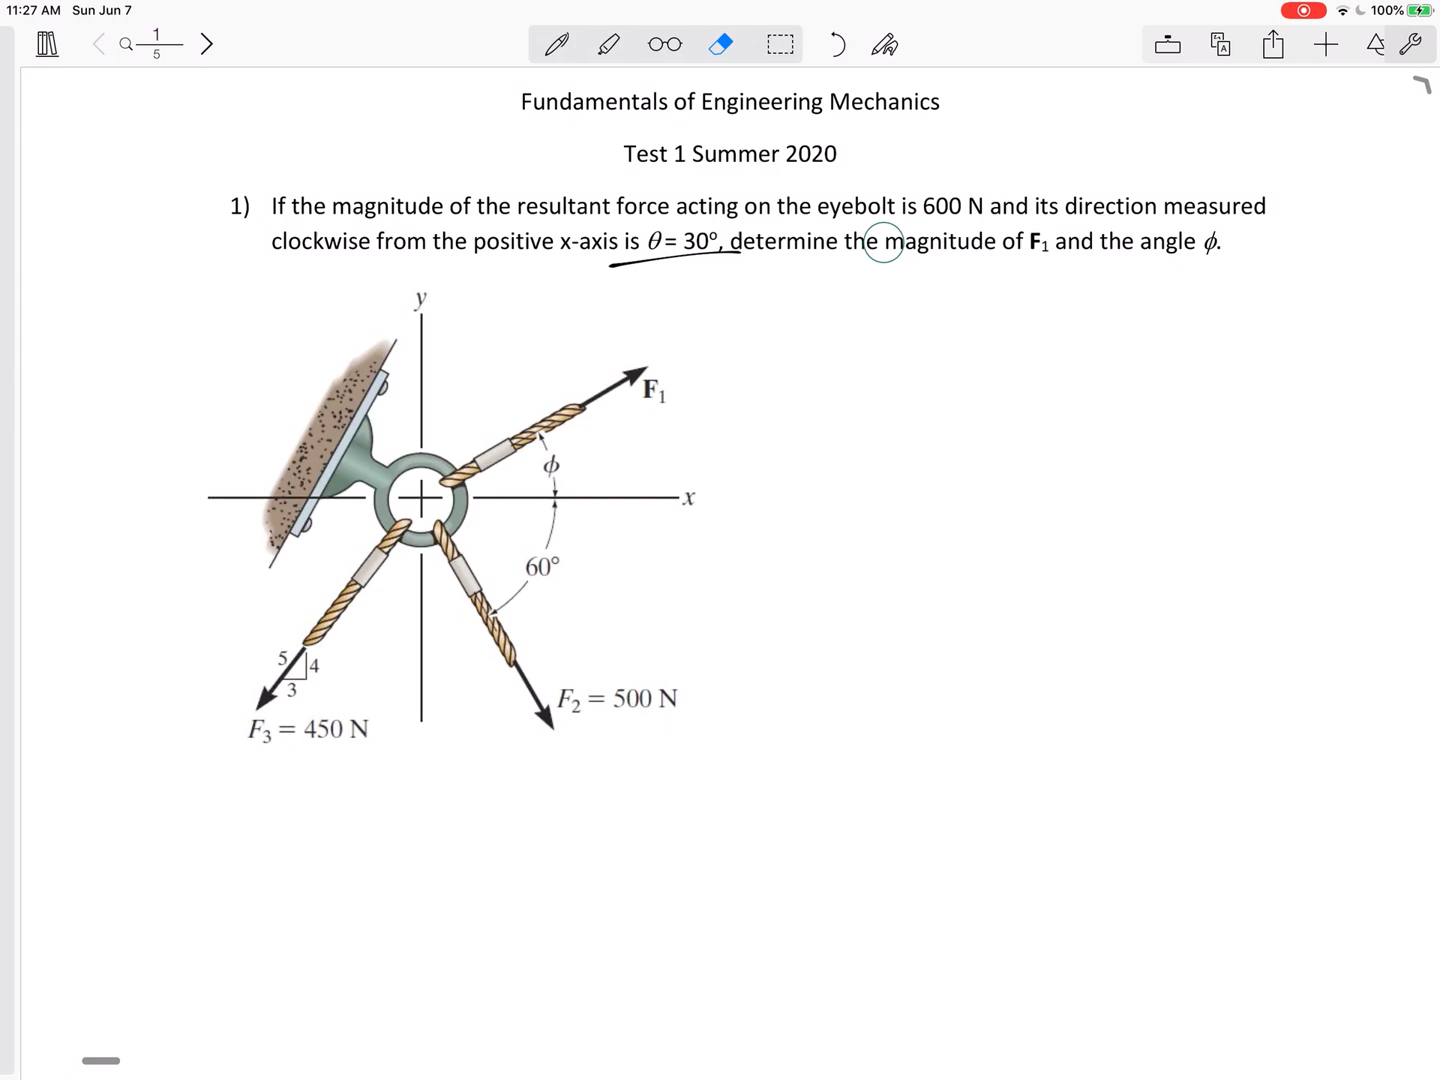 11:27 AM Sun Jun 7
100%
1
5
Fundamentals of Engineering Mechanics
Test 1 Summer 2020
1) If the magnitude of the resultant force acting on the eyebolt is 600 N and its direction measured
clockwise from the positive x-axis is θ = 30º, determine the magnitude of F₁ and the angle ϕ.
y
F₁
ϕ
x
60°
5
4
3
F₂ = 500 N
F₃ = 450 N